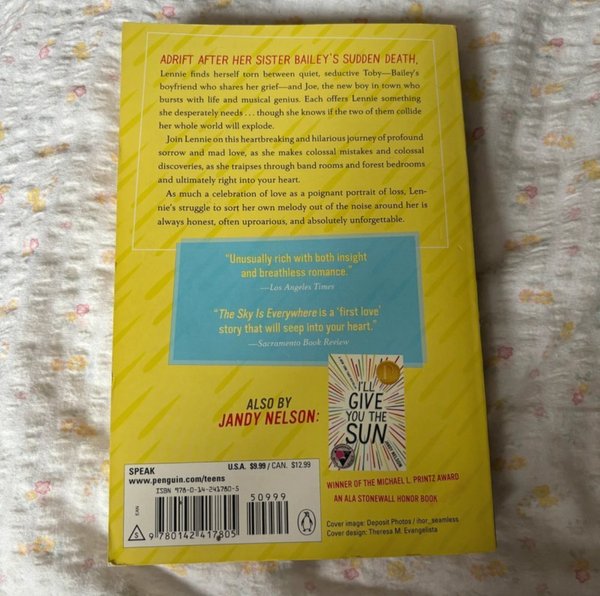 ADRIFT AFTER HER SISTER BAILEY'S SUDDEN DEATH,
Lennie finds herself torn between quiet, seductive Toby—Bailey's
boyfriend who shares her grief—and Joe, the new boy in town who
bursts with life and musical genius. Each offers Lennie something
she desperately needs . . . though she knows if the two of them collide
her whole world will explode.
Join Lennie on this heartbreaking and hilarious journey of profound
sorrow and mad love, as she makes colossal mistakes and colossal
discoveries, as she traipses through band rooms and forest bedrooms
and ultimately right into your heart.
As much a celebration of love as a poignant portrait of loss, Len-
nie's struggle to sort her own melody out of the noise around her is
always honest, often uproarious, and absolutely unforgettable.
"Unusually rich with both insight
and breathless romance."
—Los Angeles Times
"The Sky Is Everywhere is a 'first love'
story that will seep into your heart."
—Sacramento Book Review
ALSO BY
JANDY NELSON:
I'LL
GIVE
YOU THE
SUN
JANDY NELSON
WINNER OF THE MICHAEL L. PRINTZ AWARD
AN ALA STONEWALL HONOR BOOK
SPEAK
U.S.A. $9.99 / CAN. $12.99
www.penguin.com/teens
ISBN 978-0-14-241780-5
50999
EAN
9 780142 417805
Cover image: Deposit Photos / ihor_seamless
Cover design: Theresa M. Evangelista